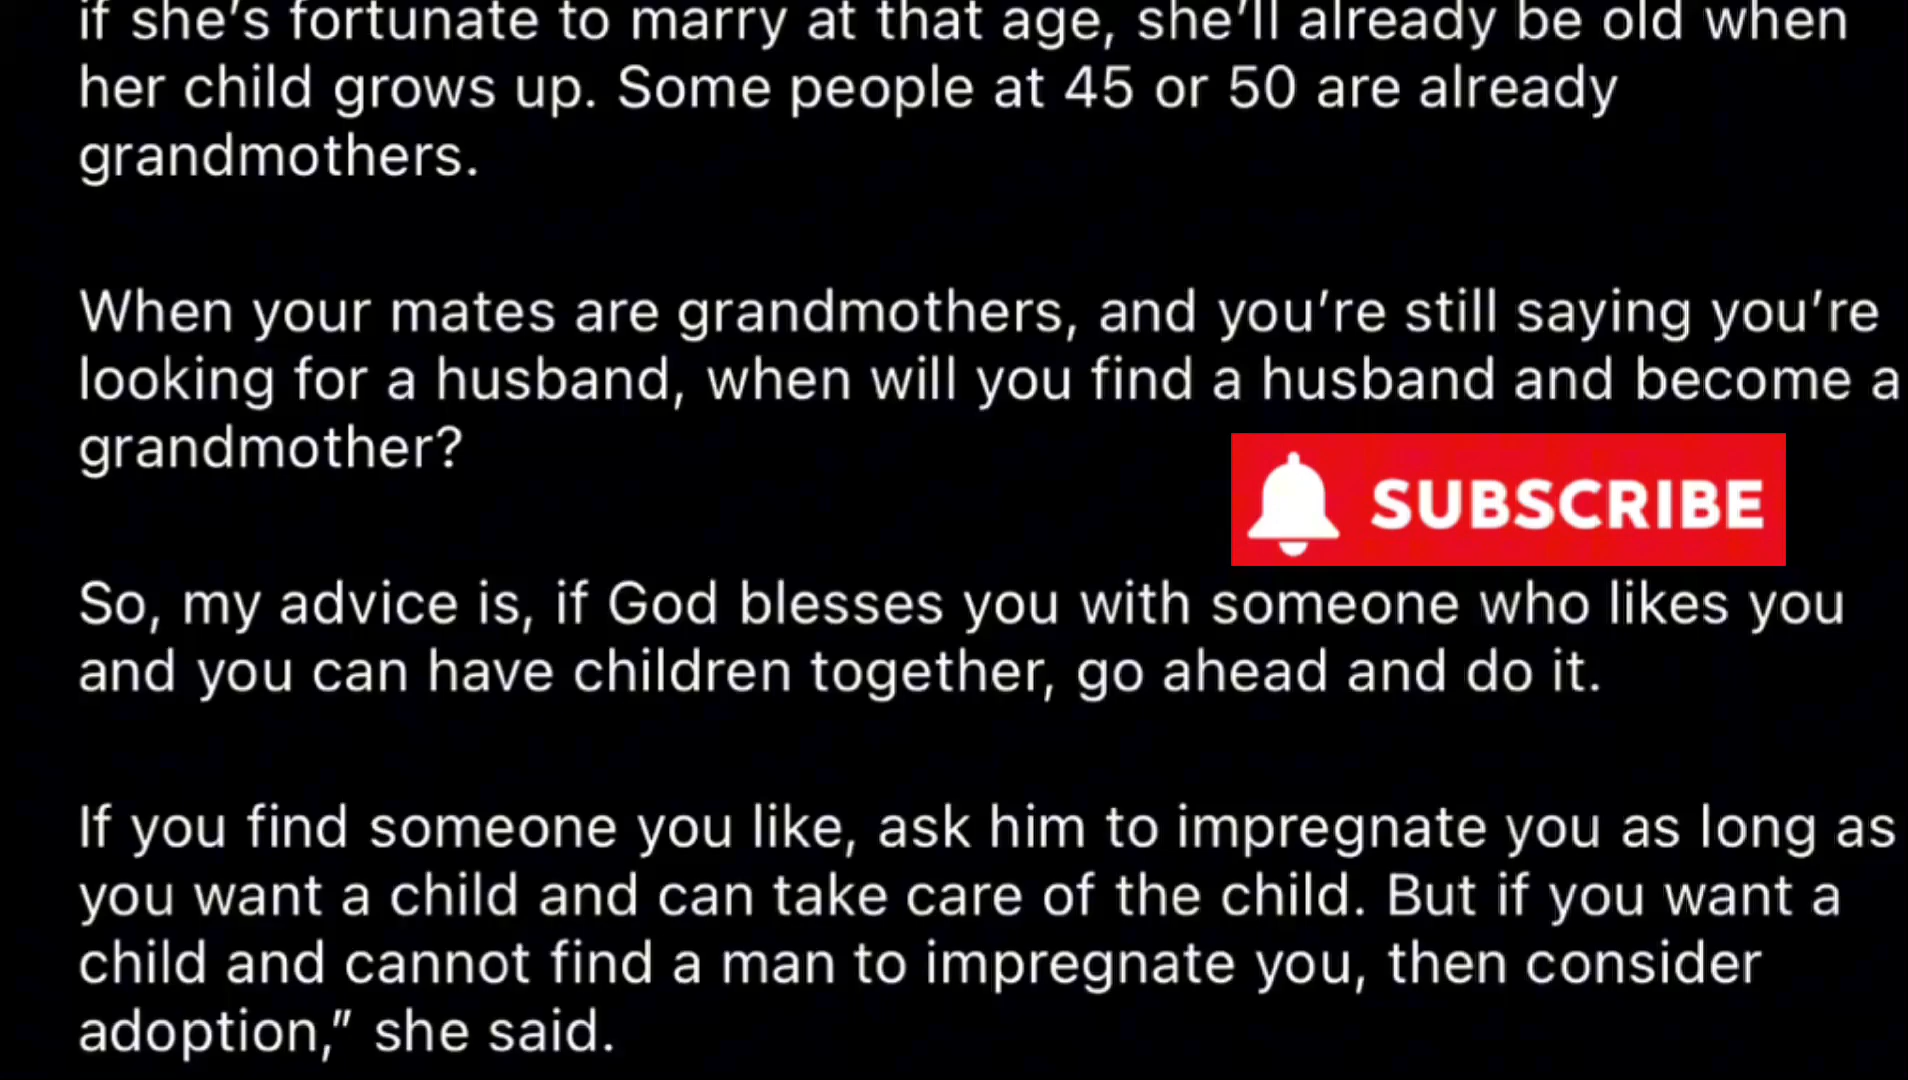 if she's fortunate to marry at that age, she'll already be old when
her child grows up. Some people at 45 or 50 are already
grandmothers.
When your mates are grandmothers, and you're still saying you're
looking for a husband, when will you find a husband and become a
grandmother?
SUBSCRIBE
So, my advice is, if God blesses you with someone who likes you
and you can have children together, go ahead and do it.
If you find someone you like, ask him to impregnate you as long as
you want a child and can take care of the child. But if you want a
child and cannot find a man to impregnate you, then consider
adoption,” she said.